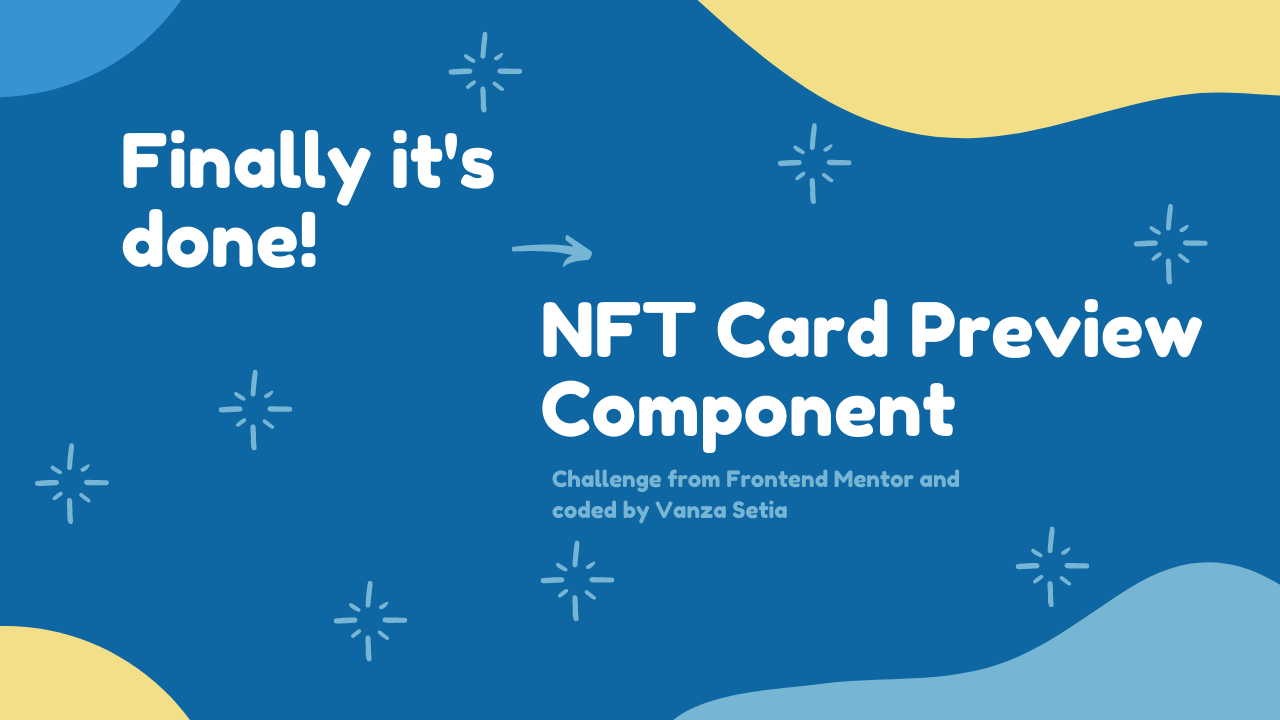 Finally it's
done!
NFT Card Preview
Component
Challenge from Frontend Mentor and
coded by Vanza Setia